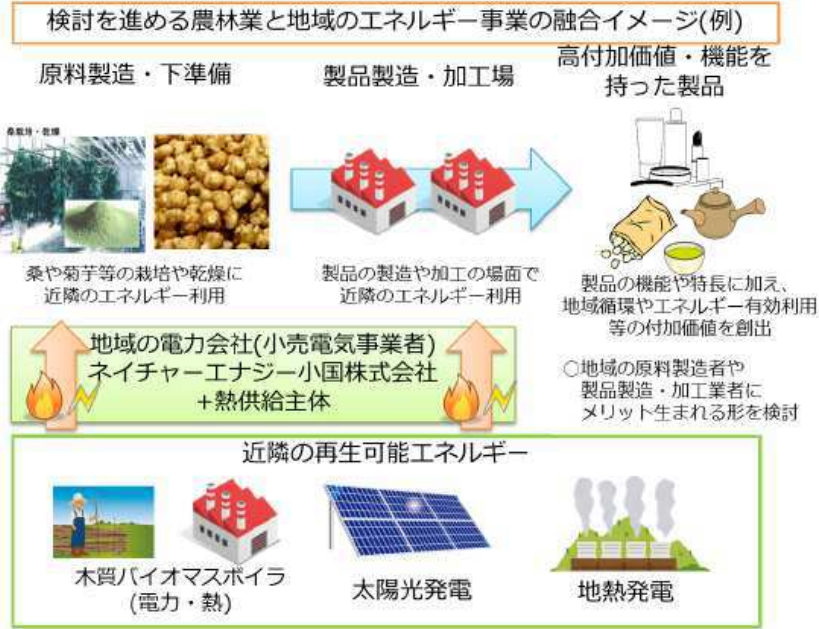 検討を進める農林業と地域のエネルギー事業の融合イメージ(例)
原料製造・下準備
製品製造・加工場
高付加価値・機能を
持った製品
桑栽培・乾燥
桑や菊芋等の栽培や乾燥に
近隣のエネルギー利用
製品の製造や加工の場面で
近隣のエネルギー利用
製品の機能や特長に加え、
地域循環やエネルギー有効利用
等の付加価値を創出
地域の電力会社(小売電気事業者)
ネイチャーエナジー小国株式会社
+熱供給主体
○地域の原料製造者や
製品製造・加工業者に
メリット生まれる形を検討
近隣の再生可能エネルギー
木質バイオマスボイラ
(電力・熱)
太陽光発電
地熱発電